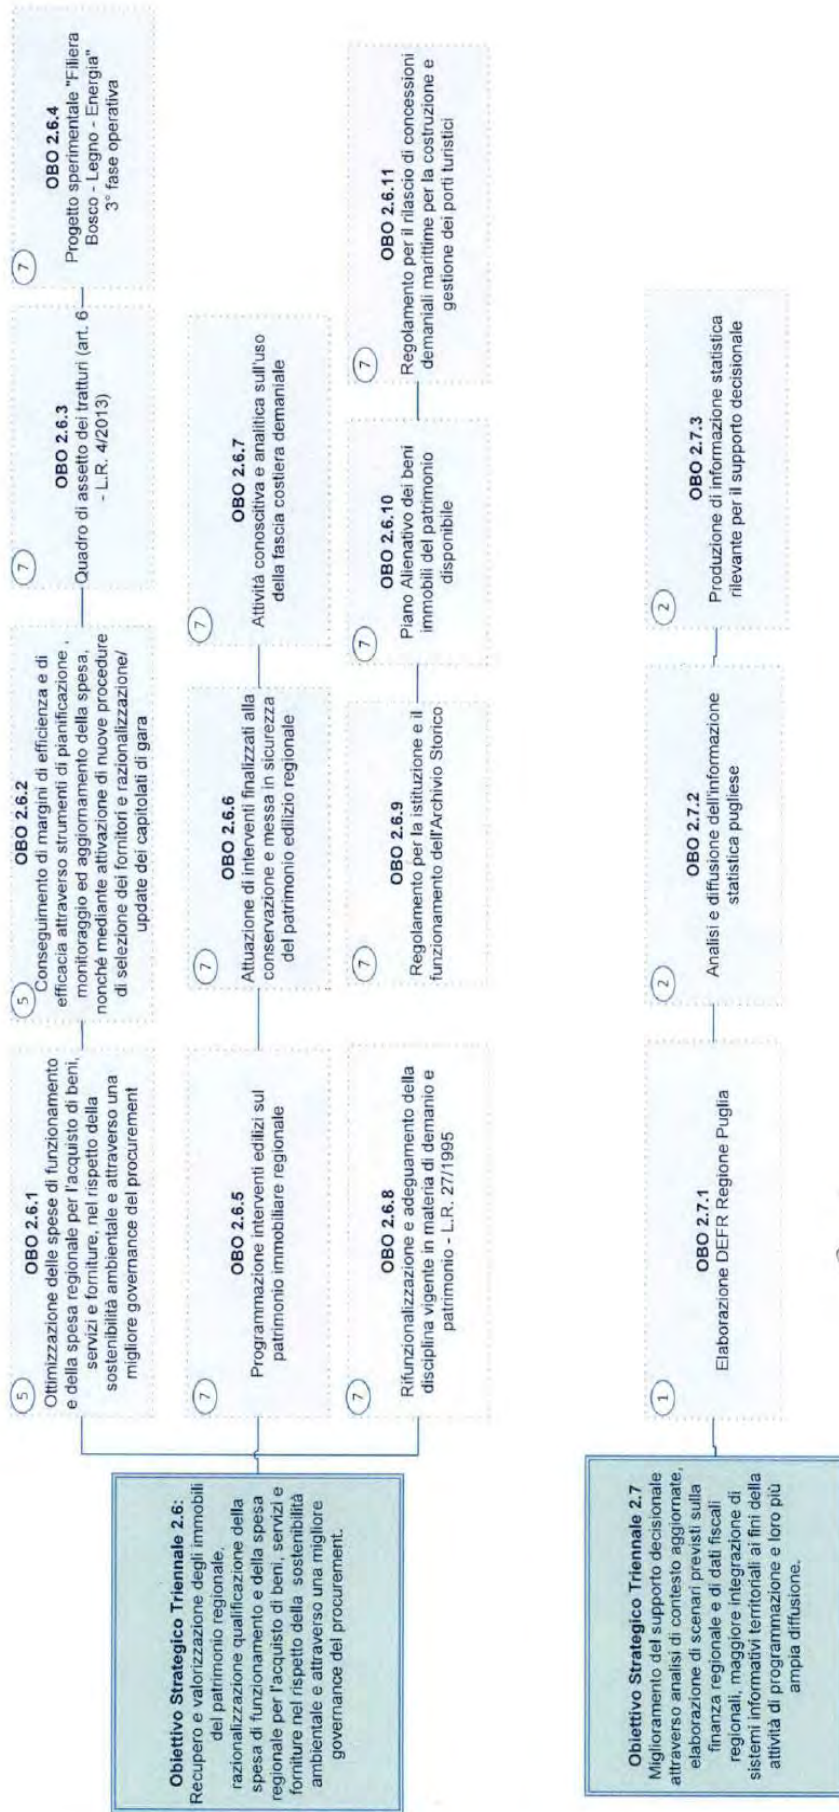 Obiettivo Strategico Triennale 2.6:
Recupero e valorizzazione degli immobili
del patrimonio regionale,
razionalizzazione qualificazione della
spesa di funzionamento e della spesa
regionale per l'acquisto di beni, servizi e
forniture nel rispetto della sostenibilità
ambientale e attraverso una migliore
governance del procurement.
5
OBO 2.6.1
Ottimizzazione delle spese di funzionamento
e della spesa regionale per l'acquisto di beni,
servizi e forniture, nel rispetto della
sostenibilità ambientale e attraverso una
migliore governance del procurement
5
OBO 2.6.2
Conseguimento di margini di efficienza e di
efficacia attraverso strumenti di pianificazione ,
monitoraggio ed aggiornamento della spesa,
nonché mediante attivazione di nuove procedure
di selezione dei fornitori e razionalizzazione/
update dei capitolati di gara
7
OBO 2.6.3
Quadro di assetto dei tratturi (art. 6
- L.R. 4/2013)
7
OBO 2.6.4
Progetto sperimentale "Filiera
Bosco - Legno - Energia"
3° fase operativa
7
OBO 2.6.5
Programmazione interventi edilizi sul
patrimonio immobiliare regionale
7
OBO 2.6.6
Attuazione di interventi finalizzati alla
conservazione e messa in sicurezza
del patrimonio edilizio regionale
7
OBO 2.6.7
Attività conoscitiva e analitica sull'uso
della fascia costiera demaniale
7
OBO 2.6.8
Rifunzionalizzazione e adeguamento della
disciplina vigente in materia di demanio e
patrimonio - L.R. 27/1995
7
OBO 2.6.9
Regolamento per la istituzione e il
funzionamento dell'Archivio Storico
7
OBO 2.6.10
Piano Alienativo dei beni
immobili del patrimonio
disponibile
7
OBO 2.6.11
Regolamento per il rilascio di concessioni
demaniali marittime per la costruzione e
gestione dei porti turistici
Obiettivo Strategico Triennale 2.7
Miglioramento del supporto decisionale
attraverso analisi di contesto aggiornate,
elaborazione di scenari previsti sulla
finanza regionale e di dati fiscali
regionali, maggiore integrazione di
sistemi informativi territoriali ai fini della
attività di programmazione e loro più
ampia diffusione.
1
OBO 2.7.1
Elaborazione DEFR Regione Puglia
2
OBO 2.7.2
Analisi e diffusione dell'informazione
statistica pugliese
2
OBO 2.7.3
Produzione di informazione statistica
rilevante per il supporto decisionale